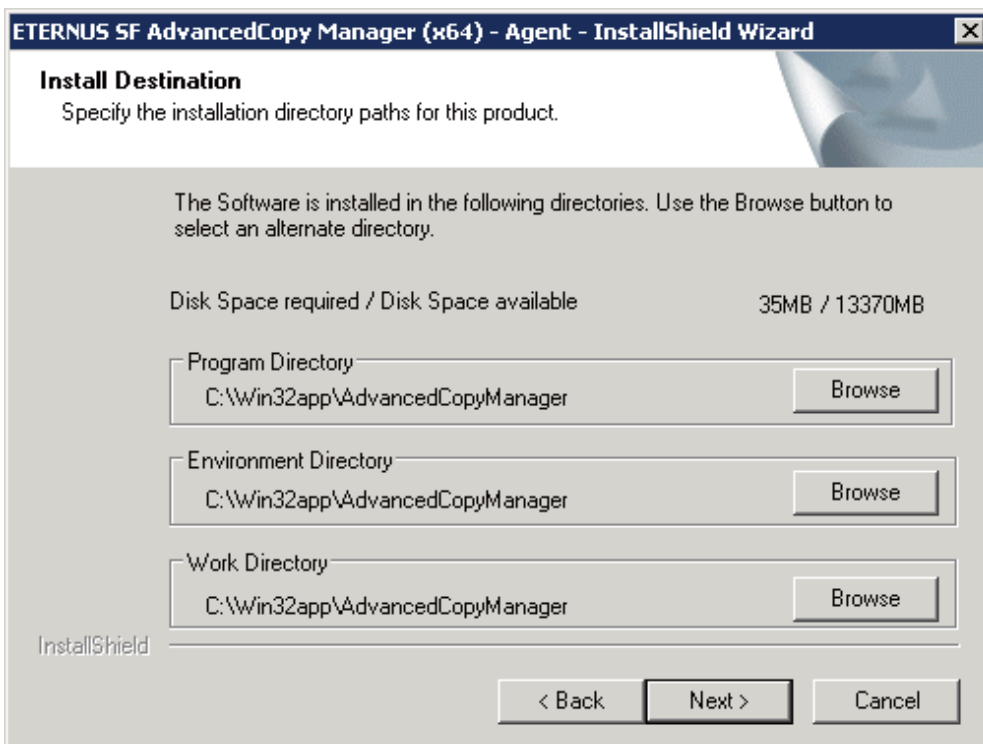 ETERNUS SF AdvancedCopy Manager (x64) - Agent - InstallShield Wizard
Install Destination
Specify the installation directory paths for this product.
The Software is installed in the following directories. Use the Browse button to
select an alternate directory.
Disk Space required / Disk Space available 35MB / 13370MB
Program Directory
C:\Win32app\AdvancedCopyManager Browse
Environment Directory
C:\Win32app\AdvancedCopyManager Browse
Work Directory
C:\Win32app\AdvancedCopyManager Browse
InstallShield
< Back Next > Cancel